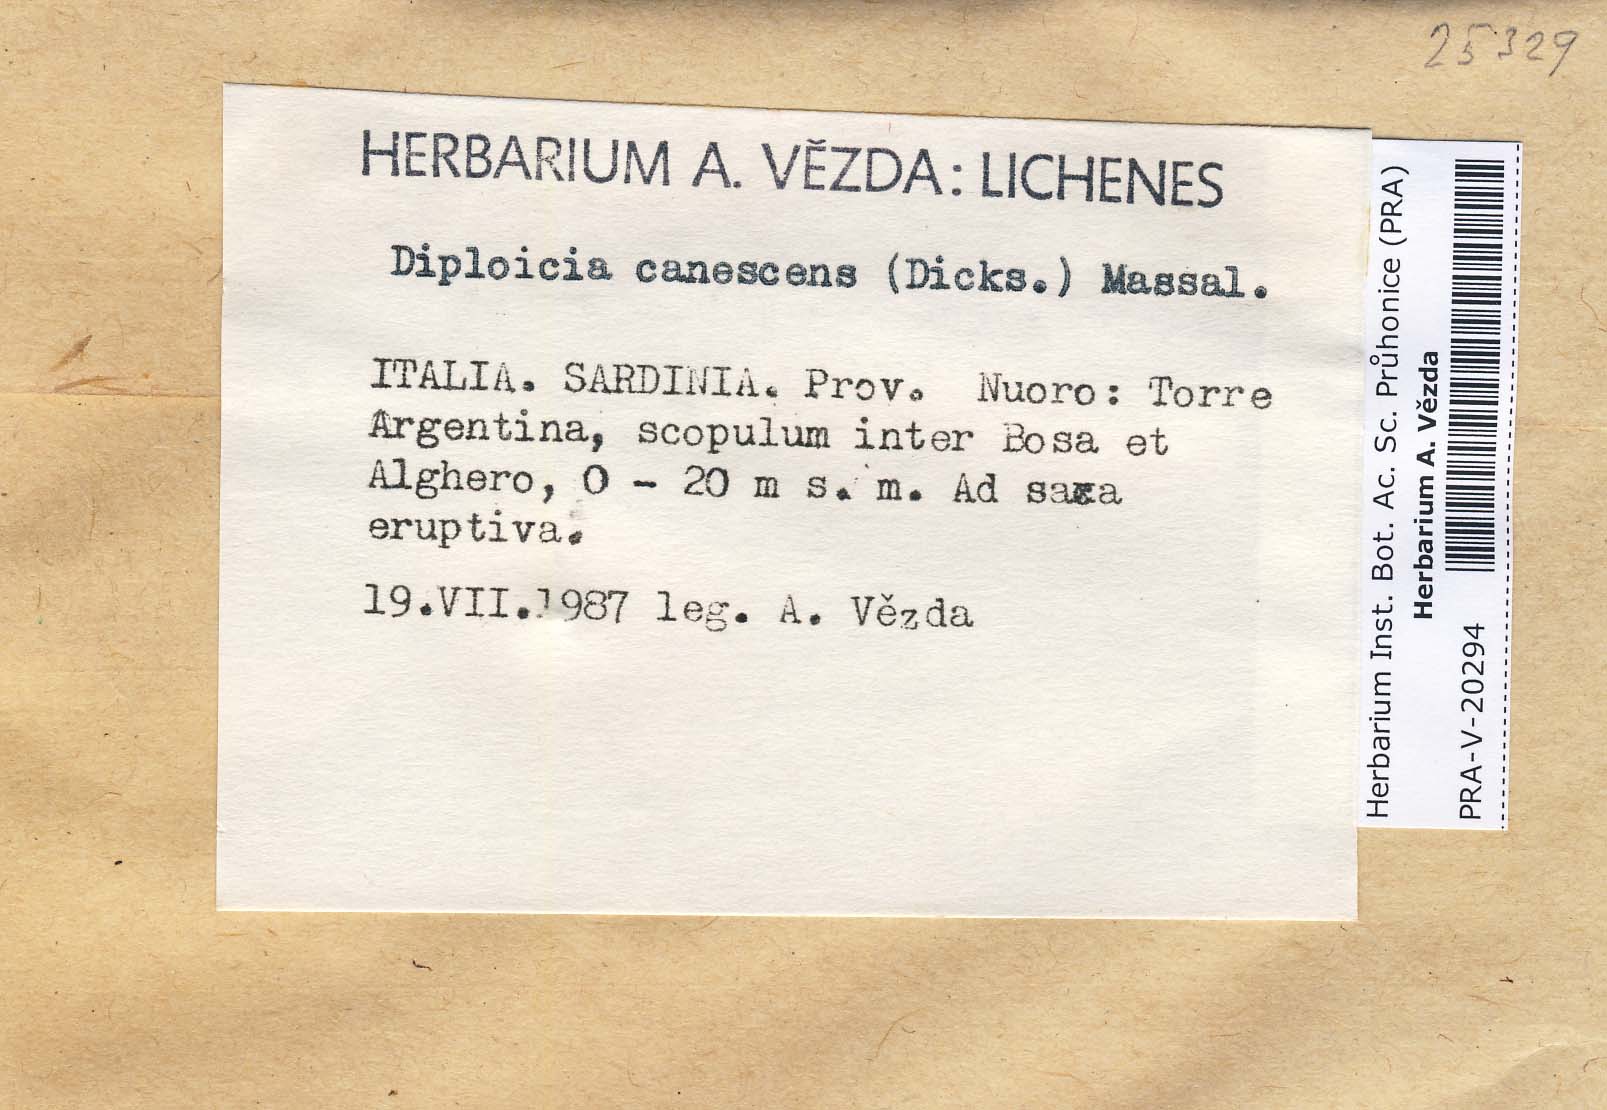 25329
HERBARIUM A. VĚZDA: LICHENES
Diploicia canescens (Dicks.) Massal.
ITALIA. SARDINIA. Prov. Nuoro: Torre
Argentina, scopulum inter Bosa et
Alghero, 0 - 20 m s. m. Ad saxa
eruptiva.
19.VII.1987 leg. A. Vězda
Herbarium Inst. Bot. Ac. Sc. Průhonice (PRA)
Herbarium A. Vězda
PRA-V-20294